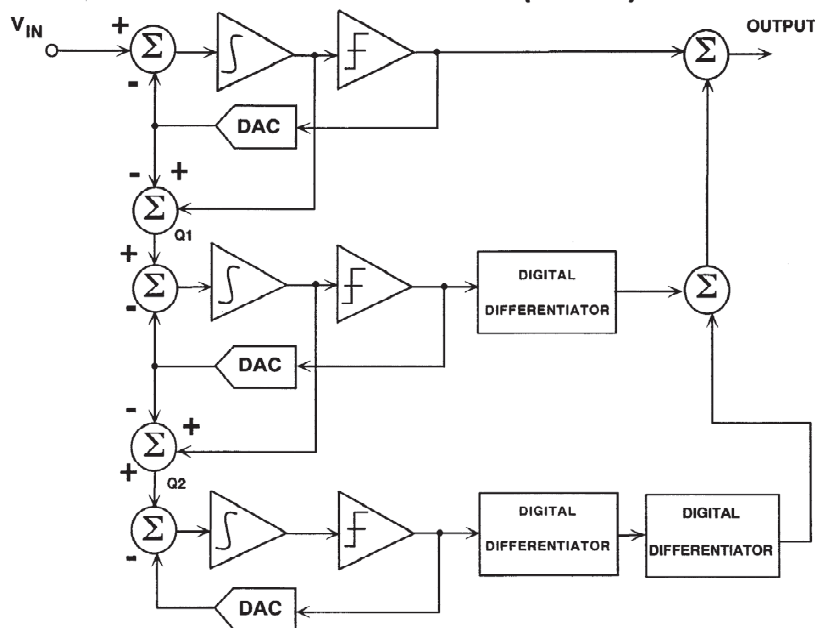 V_IN
+
Σ
-
DAC
Σ
OUTPUT
-
+
Σ
Q1
+
Σ
-
DAC
DIGITAL
DIFFERENTIATOR
Σ
-
+
Σ
+
Q2
Σ
-
DAC
DIGITAL
DIFFERENTIATOR
DIGITAL
DIFFERENTIATOR